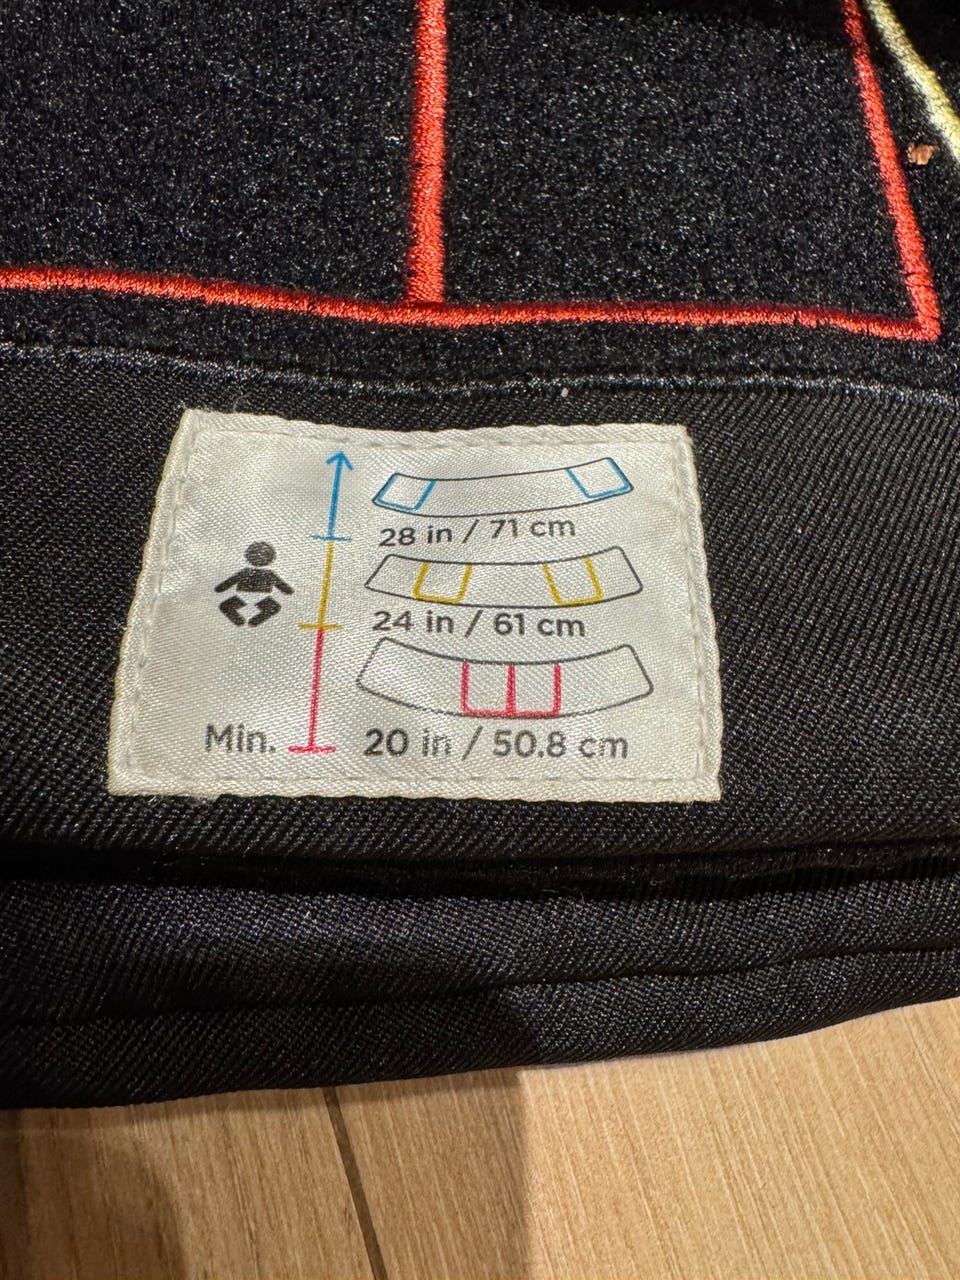 28 in / 71 cm
24 in / 61 cm
Min. 20 in / 50.8 cm